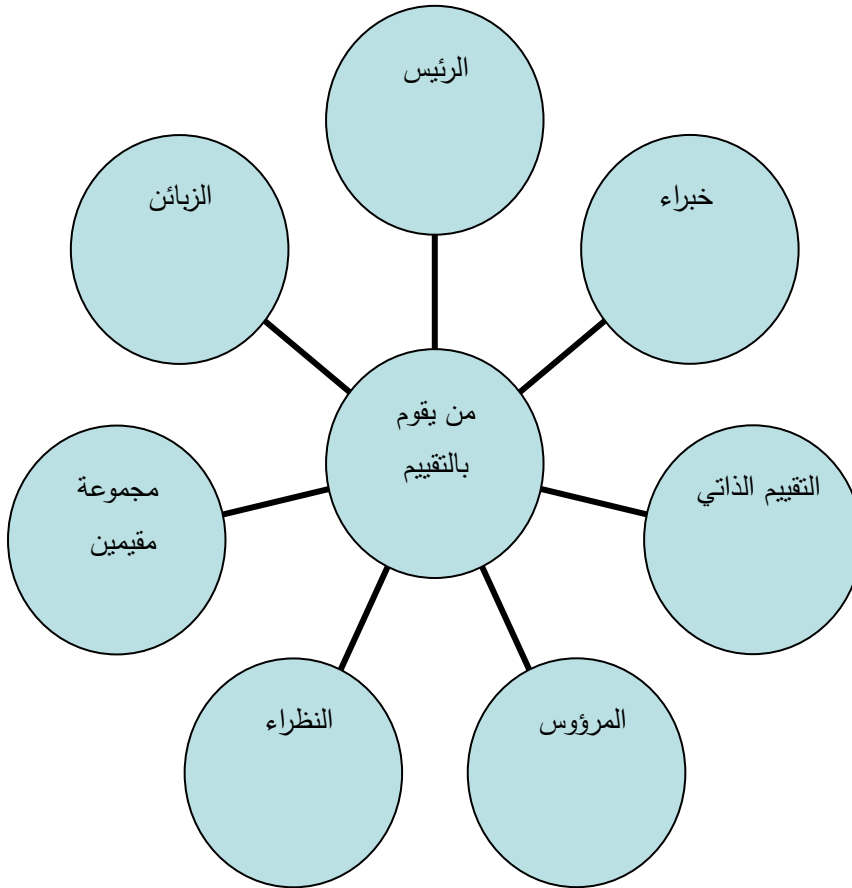 الرئيس
خبراء
الزبائن
من يقوم
بالتقييم
التقييم الذاتي
مجموعة
مقيمين
المرؤوس
النظراء